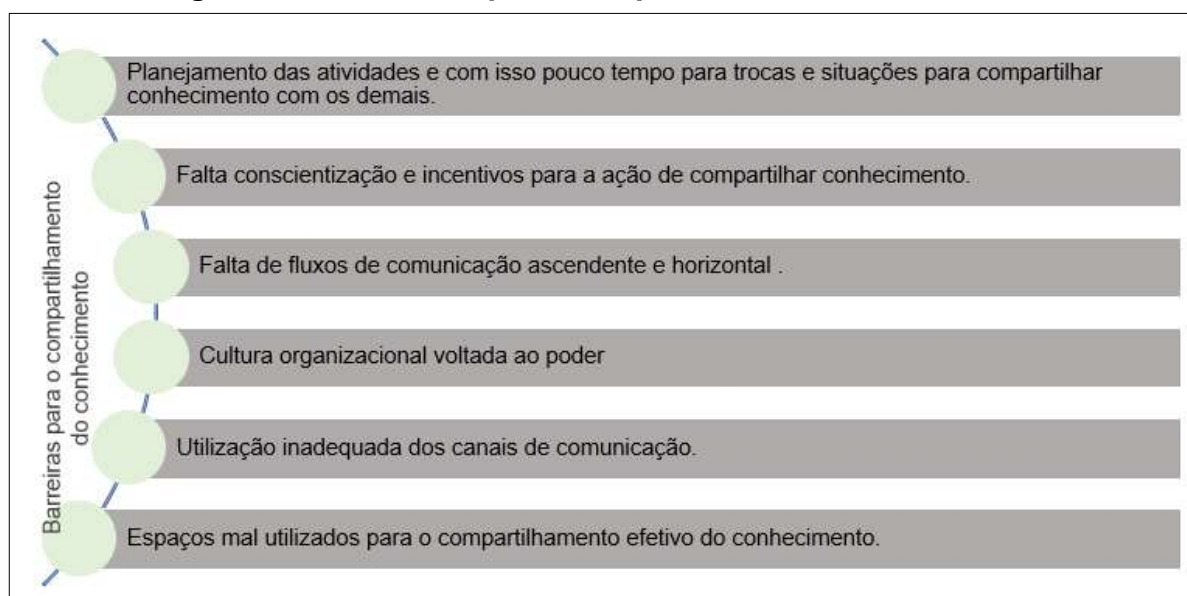 Planejamento das atividades e com isso pouco tempo para trocas e situações para compartilhar
conhecimento com os demais.
Falta conscientização e incentivos para a ação de compartilhar conhecimento.
Falta de fluxos de comunicação ascendente e horizontal .
Cultura organizacional voltada ao poder
Utilização inadequada dos canais de comunicação.
Espaços mal utilizados para o compartilhamento efetivo do conhecimento.
Barreiras para o compartilhamento
do conhecimento